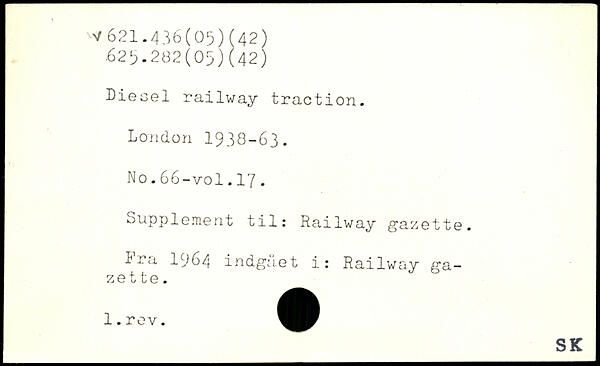 v 621.436(05)(42)
625.282(05)(42)
Diesel railway traction.
London 1938-63.
No.66-vol.17.
Supplement til: Railway gazette.
Fra 1964 indgået i: Railway ga-
zette.
1.rev.
SK